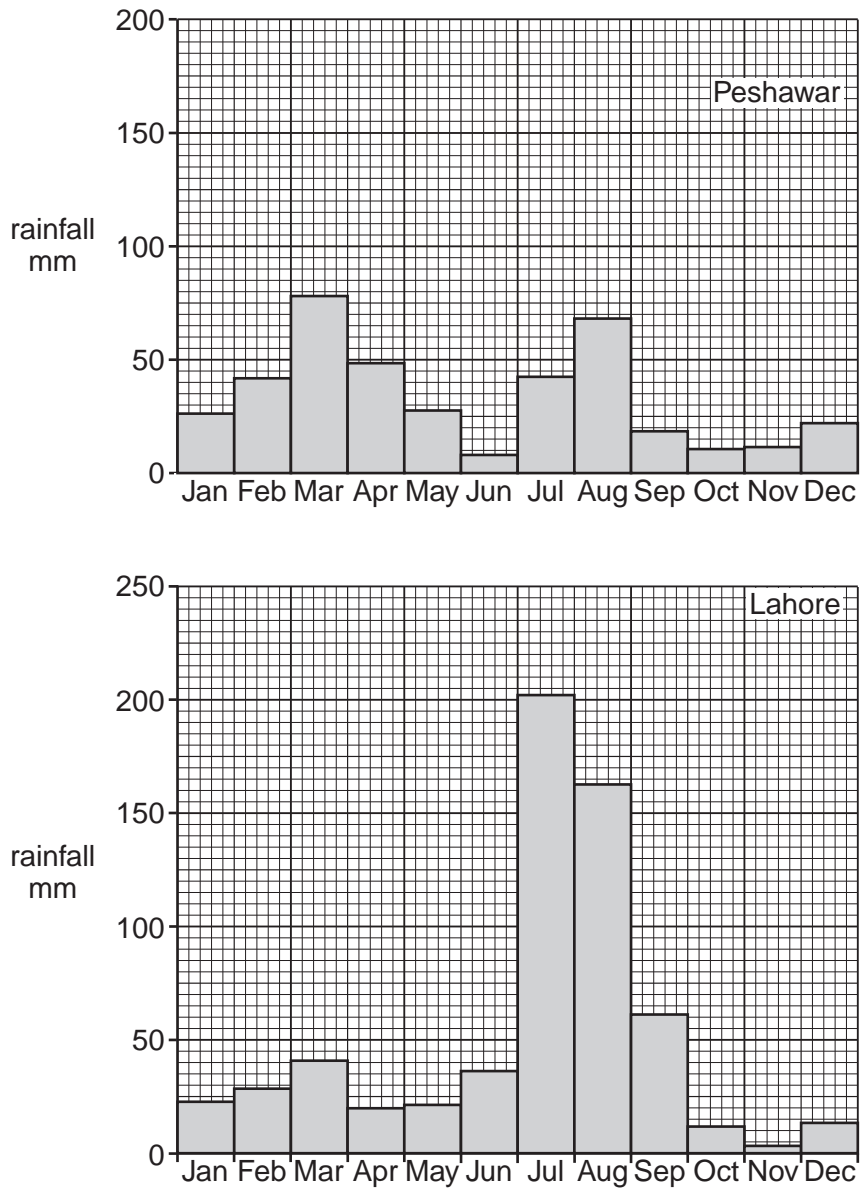 200
Peshawar
150
rainfall
mm
100
50
0
Jan Feb Mar Apr May Jun Jul Aug Sep Oct Nov Dec
250
Lahore
200
150
rainfall
mm
100
50
0
Jan Feb Mar Apr May Jun Jul Aug Sep Oct Nov Dec